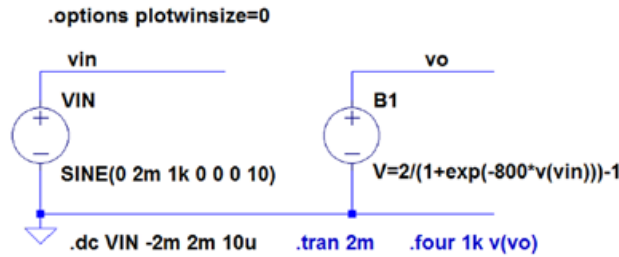 .options plotwinsize=0
vin
vo
VIN
B1
SINE(0 2m 1k 0 0 0 10)
V=2/(1+exp(-800*v(vin)))-1
.dc VIN -2m 2m 10u
.tran 2m
.four 1k v(vo)